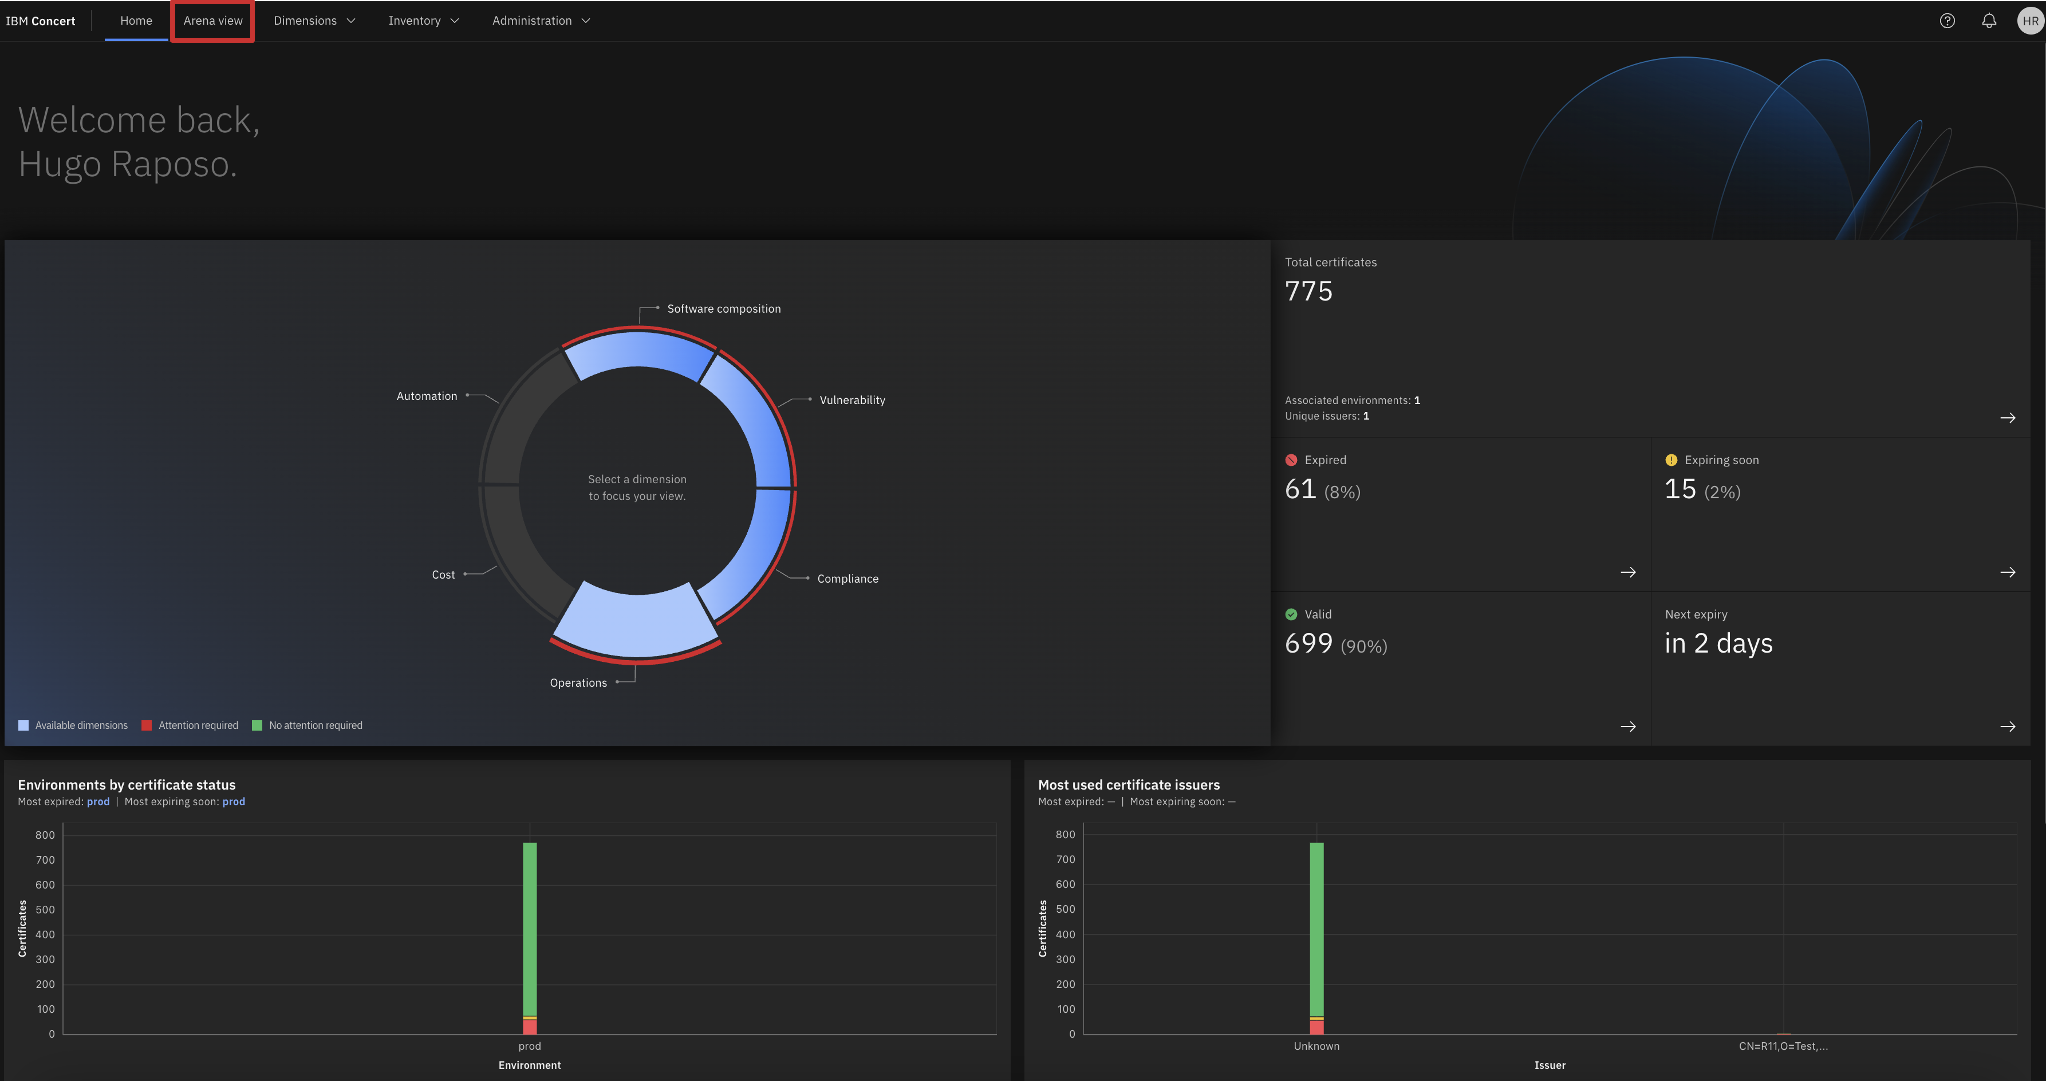 IBM Concert
Home
Arena view
Dimensions
Inventory
Administration
HR
Welcome back,
Hugo Raposo.
Software composition
Automation
Vulnerability
Select a dimension
to focus your view.
Cost
Compliance
Operations
Available dimensions
Attention required
No attention required
Total certificates
775
Associated environments: 1
Unique issuers: 1
Expired
61 (8%)
Expiring soon
15 (2%)
Valid
699 (90%)
Next expiry
in 2 days
Environments by certificate status
Most expired: prod | Most expiring soon: prod
800
700
600
500
400
300
200
100
0
Certificates
prod
Environment
Most used certificate issuers
Most expired: — | Most expiring soon: —
800
700
600
500
400
300
200
100
0
Certificates
Unknown
CN=R11,O=Test,...
Issuer